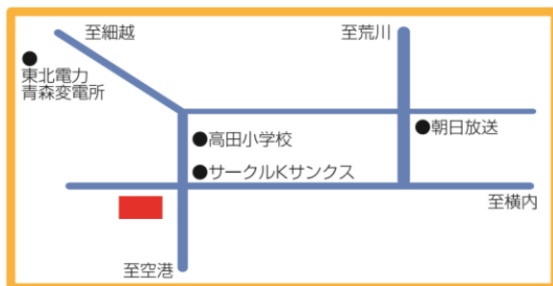 至細越
至荒川
東北電力
青森変電所
朝日放送
高田小学校
サークルKサンクス
至横内
至空港